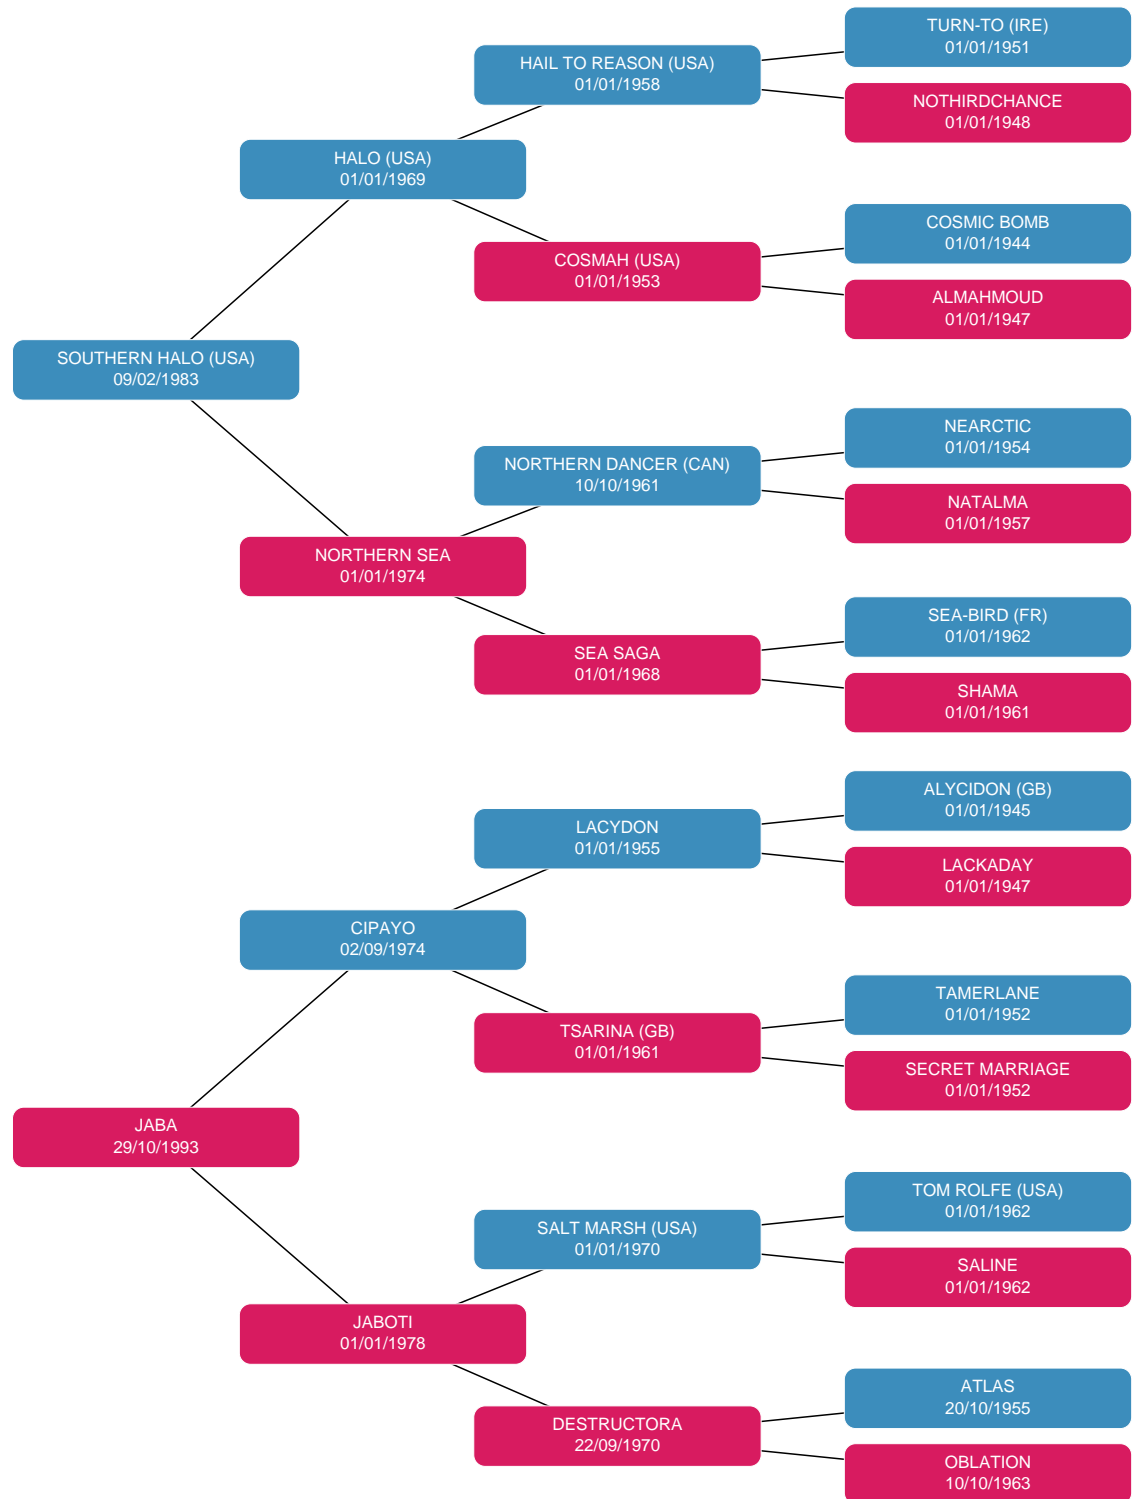 TURN-TO (IRE)
01/01/1951
HAIL TO REASON (USA)
01/01/1958
NOTHIRDCHANCE
01/01/1948
HALO (USA)
01/01/1969
COSMIC BOMB
01/01/1944
COSMAH (USA)
01/01/1953
ALMAHMOUD
01/01/1947
SOUTHERN HALO (USA)
09/02/1983
NEARCTIC
01/01/1954
NORTHERN DANCER (CAN)
10/10/1961
NATALMA
01/01/1957
NORTHERN SEA
01/01/1974
SEA-BIRD (FR)
01/01/1962
SEA SAGA
01/01/1968
SHAMA
01/01/1961
ALYCIDON (GB)
01/01/1945
LACYDON
01/01/1955
LACKADAY
01/01/1947
CIPAYO
02/09/1974
TAMERLANE
01/01/1952
TSARINA (GB)
01/01/1961
SECRET MARRIAGE
01/01/1952
JABA
29/10/1993
TOM ROLFE (USA)
01/01/1962
SALT MARSH (USA)
01/01/1970
SALINE
01/01/1962
JABOTI
01/01/1978
ATLAS
20/10/1955
DESTRUCTORA
22/09/1970
OBLATION
10/10/1963